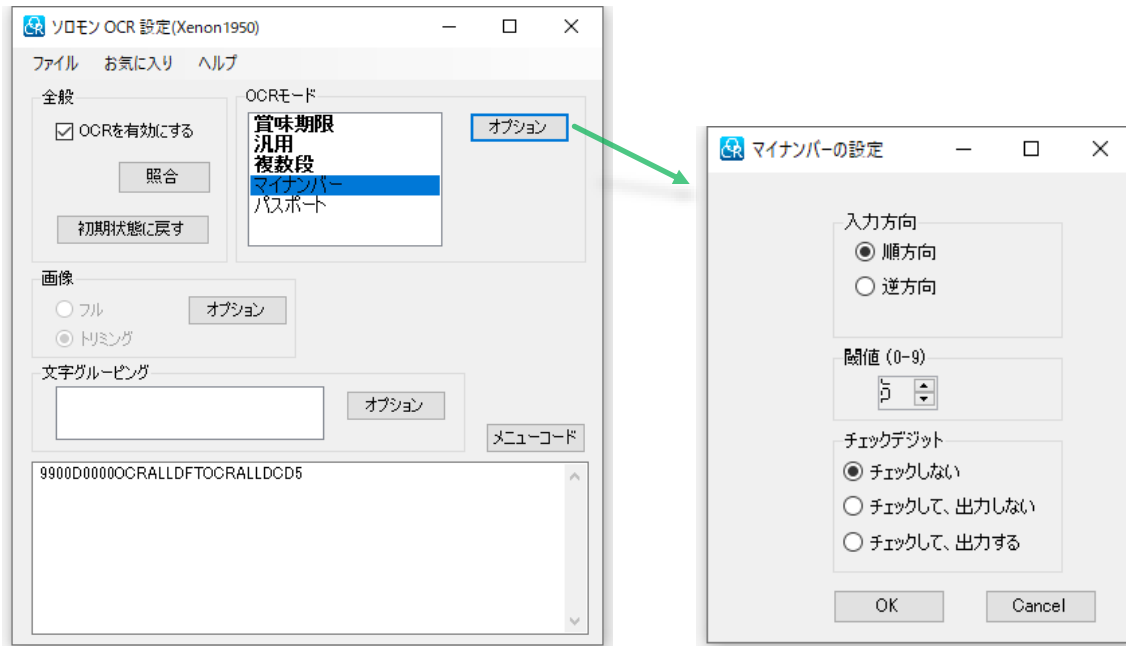 ソロモン OCR 設定(Xenon1950)
ファイル お気に入り ヘルプ
全般
OCRを有効にする
照合
初期状態に戻す
OCRモード
賞味期限
汎用
複数段
マイナンバー
パスポート
オプション
画像
フル
トリミング
オプション
文字グルーピング
オプション
メニューコード
9900D0000OCRALLDFTOCRALLDCD5
マイナンバーの設定
入力方向
順方向
逆方向
閾値 (0-9)
チェックデジット
チェックしない
チェックして、出力しない
チェックして、出力する
OK Cancel